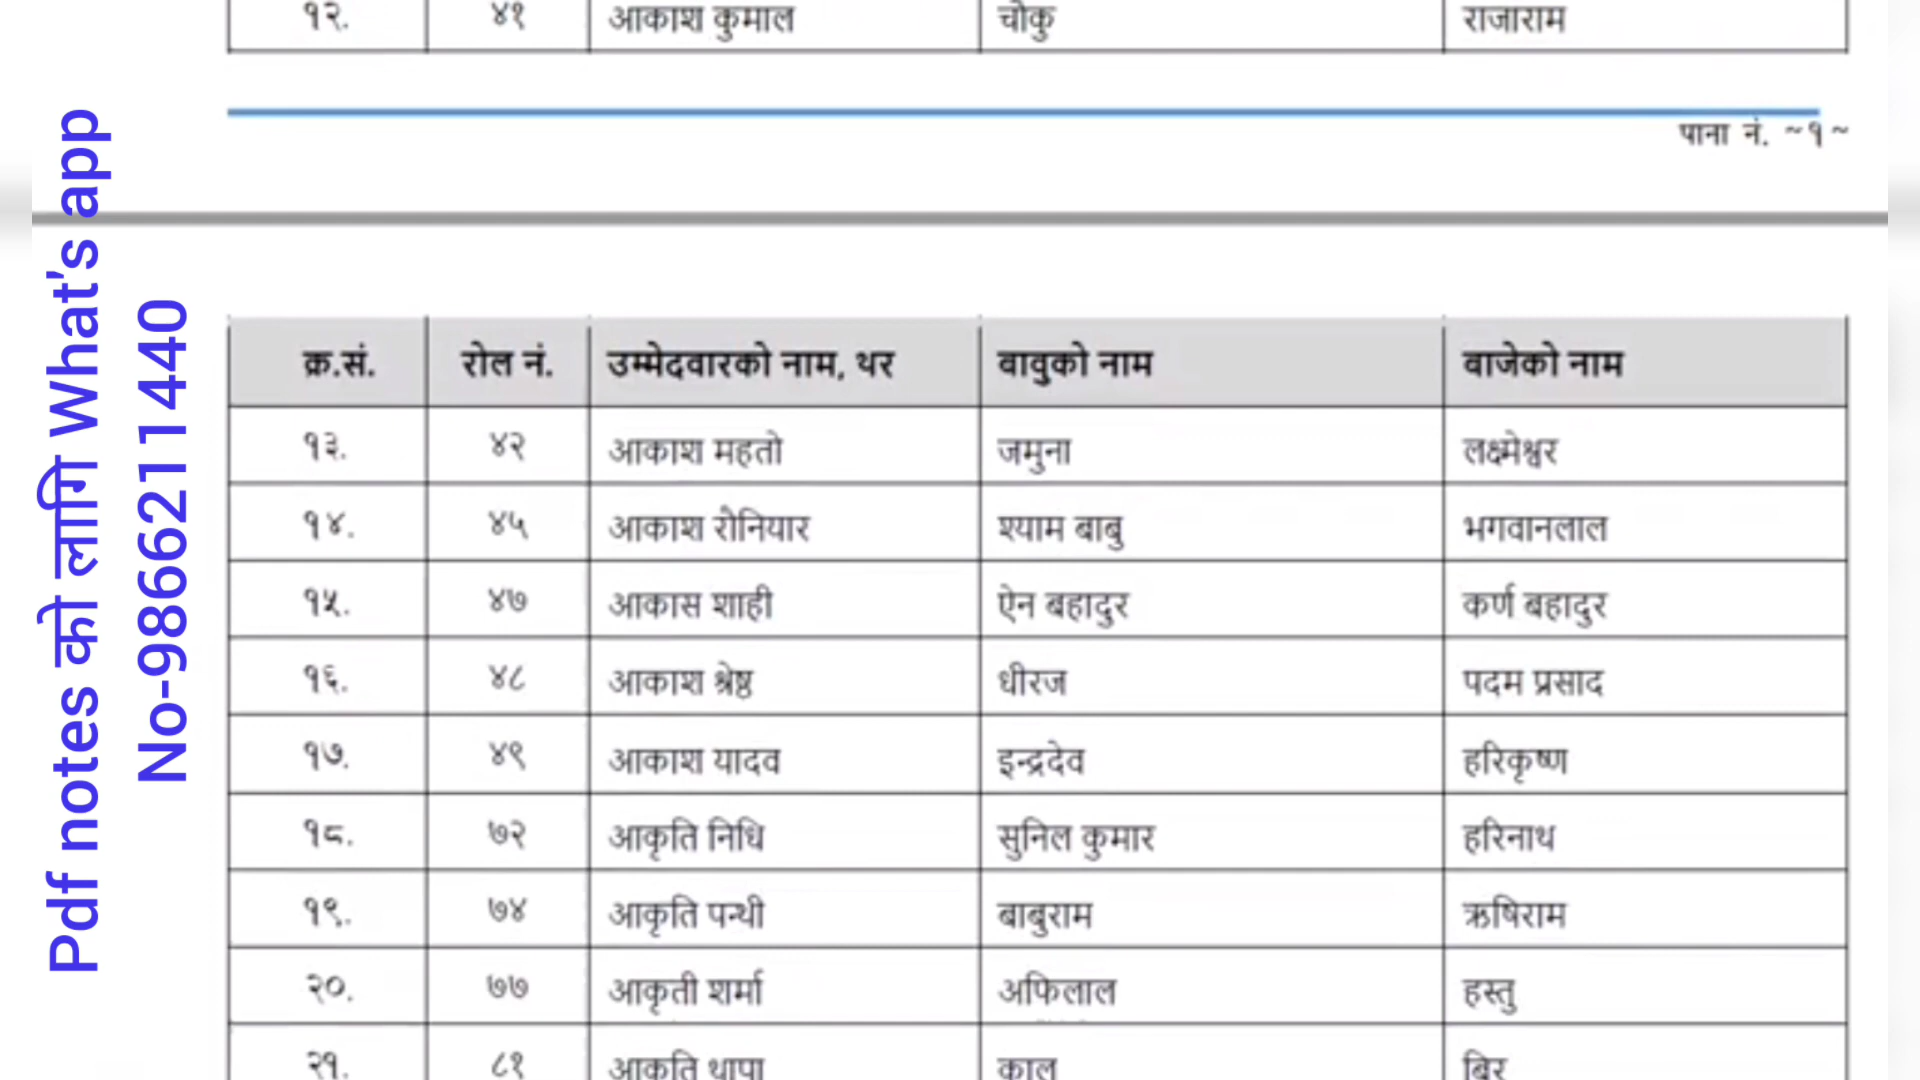 १२. ४१ आकाश कुमाल चोकु राजाराम
पाना नं. ~१~
Pdf notes को लागि What's app
No-9866211440
क्र.सं. रोल नं. उम्मेदवारको नाम, थर वावुको नाम वाजेको नाम
१३. ४२ आकाश महतो जमुना लक्ष्मेश्वर
१४. ४५ आकाश रौनियार श्याम बाबु भगवानलाल
१५. ४७ आकास शाही ऐन बहादुर कर्ण बहादुर
१६. ४८ आकाश श्रेष्ठ धीरज पदम प्रसाद
१७. ४९ आकाश यादव इन्द्रदेव हरिकृष्ण
१८. ७२ आकृति निधि सुनिल कुमार हरिनाथ
१९. ७४ आकृति पन्थी बाबुराम ऋषिराम
२०. ७७ आकृती शर्मा अफिलाल हस्तु
२१. ८१ आकृति थापा काल बिर